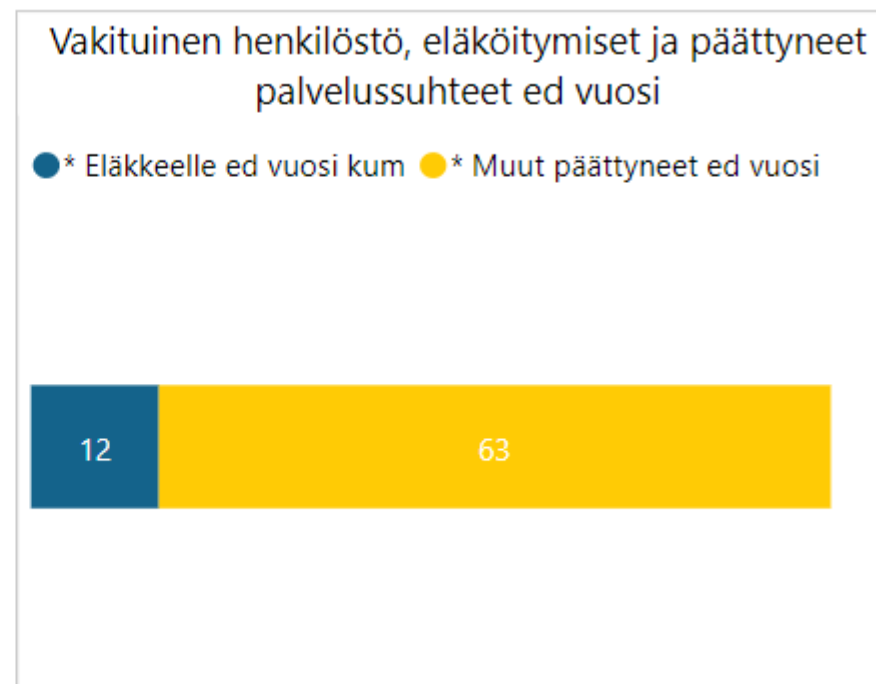 Vakituinen henkilöstö, eläköitymiset ja päättyneet
palvelussuhteet ed vuosi
* Eläkkeelle ed vuosi kum * Muut päättyneet ed vuosi
12 63